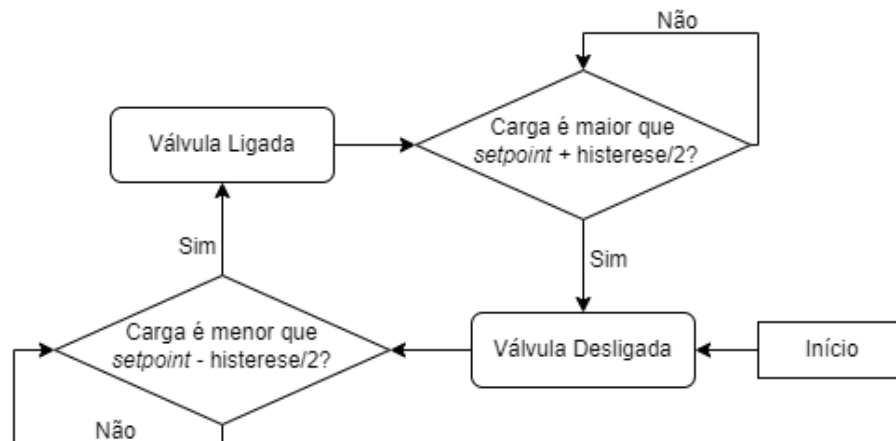 Não
Carga é maior que
setpoint + histerese/2?
Válvula Ligada
Sim
Sim
Carga é menor que
setpoint - histerese/2?
Válvula Desligada
Início
Não